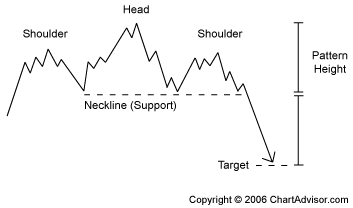 Head
Shoulder
Shoulder
Pattern
Height
Neckline (Support)
Target
Copyright © 2006 ChartAdvisor.com